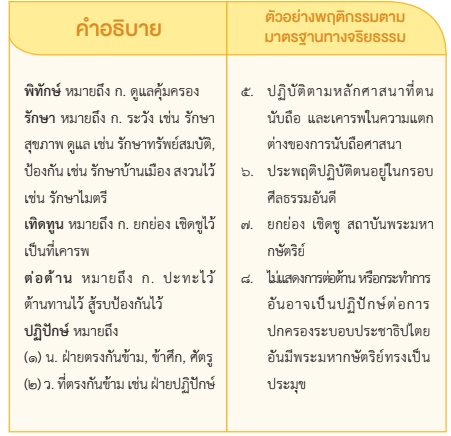 คำอธิบาย
ตัวอย่างพฤติกรรมตาม
มาตรฐานทางจริยธรรม
พิทักษ์ หมายถึง ก. ดูแลคุ้มครอง
รักษา หมายถึง ก. ระวัง เช่น รักษา
สุขภาพ ดูแล เช่น รักษาทรัพย์สมบัติ,
ป้องกัน เช่น รักษาบ้านเมือง สงวนไว้
เช่น รักษาไมตรี
เทิดทูน หมายถึง ก. ยกย่อง เชิดชูไว้
เป็นที่เคารพ
ต่อต้าน หมายถึง ก. ปะทะไว้
ต้านทานไว้ สู้รบป้องกันไว้
ปฏิปักษ์ หมายถึง
(๑) น. ฝ่ายตรงกันข้าม, ข้าศึก, ศัตรู
(๒) ว. ที่ตรงกันข้าม เช่น ฝ่ายปฏิปักษ์
๕. ปฏิบัติตามหลักศาสนาที่ตน
นับถือ และเคารพในความแตก
ต่างของการนับถือศาสนา
๖. ประพฤติปฏิบัติตนอยู่ในกรอบ
ศีลธรรมอันดี
๗. ยกย่อง เชิดชู สถาบันพระมหา
กษัตริย์
๘. ไม่แสดงการต่อต้าน หรือกระทำการ
อันอาจเป็นปฏิปักษ์ต่อการ
ปกครองระบอบประชาธิปไตย
อันมีพระมหากษัตริย์ทรงเป็น
ประมุข